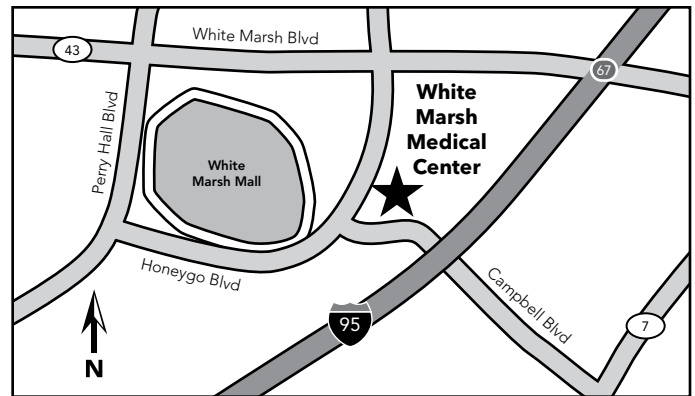 White Marsh Blvd
43
67
White
Marsh
Medical
Center
Perry Hall Blvd
White
Marsh Mall
Honeygo Blvd
Campbell Blvd
95
7
N